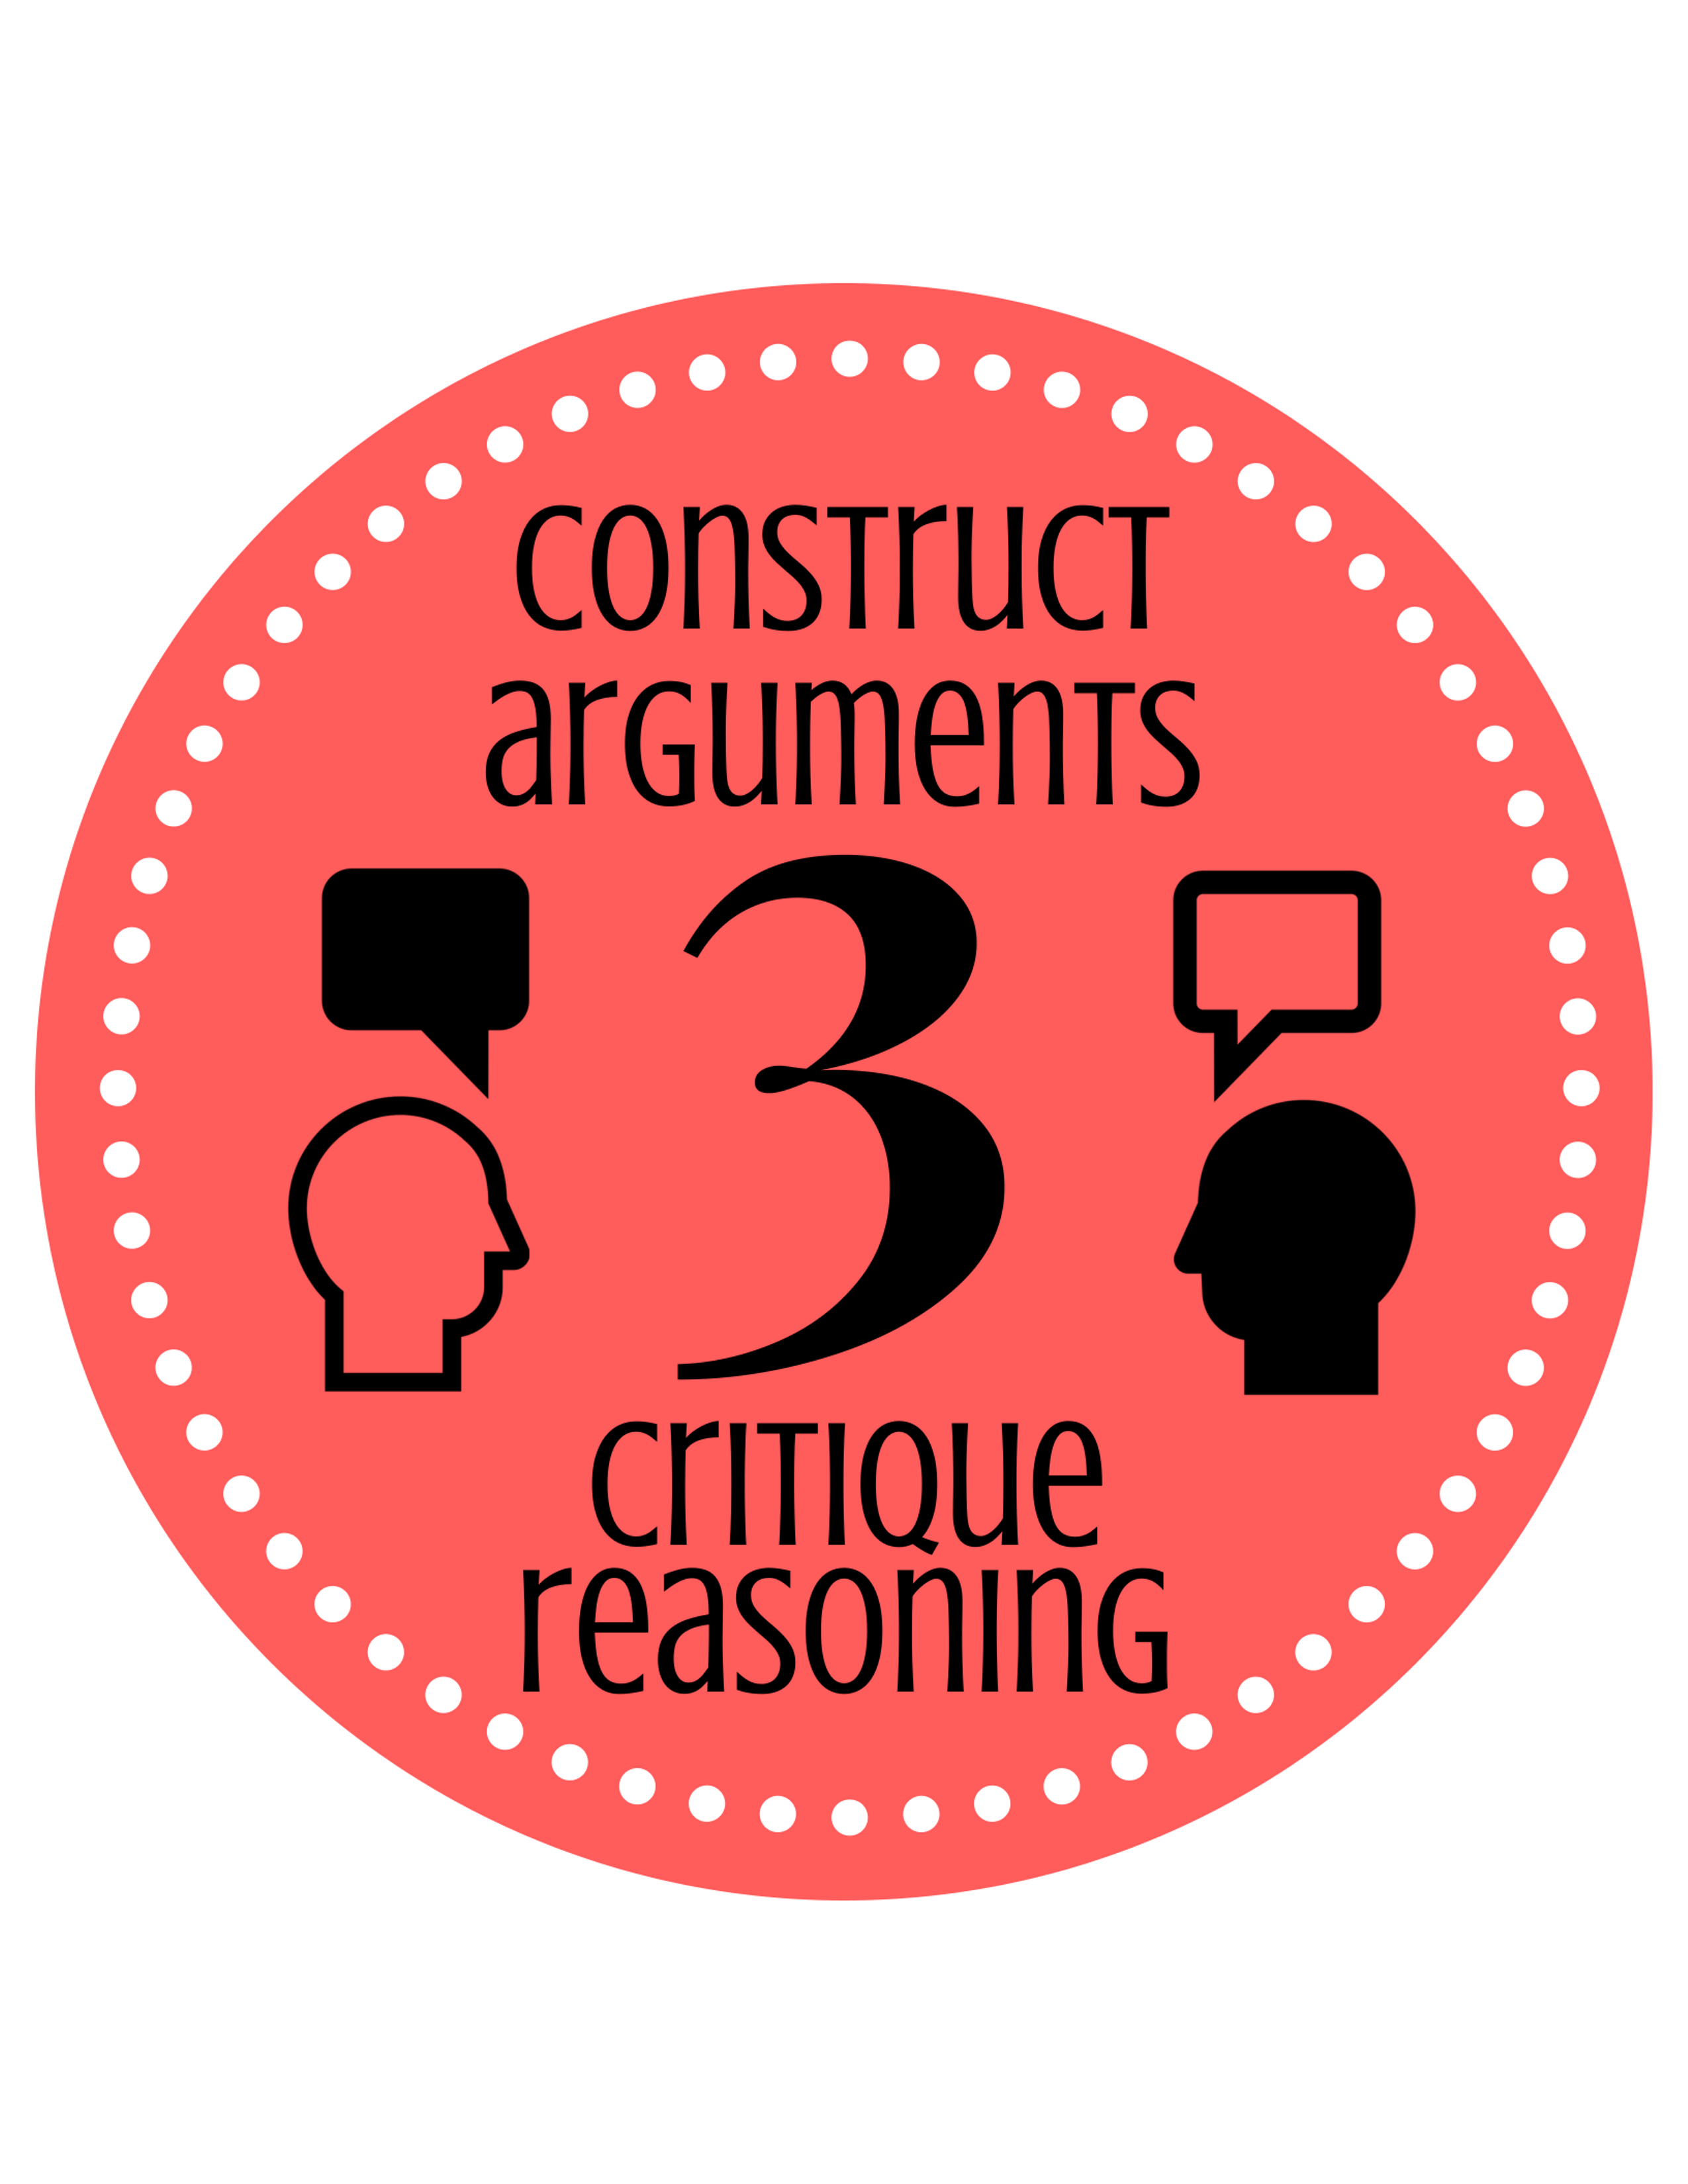 construct
arguments
3
critique
reasoning